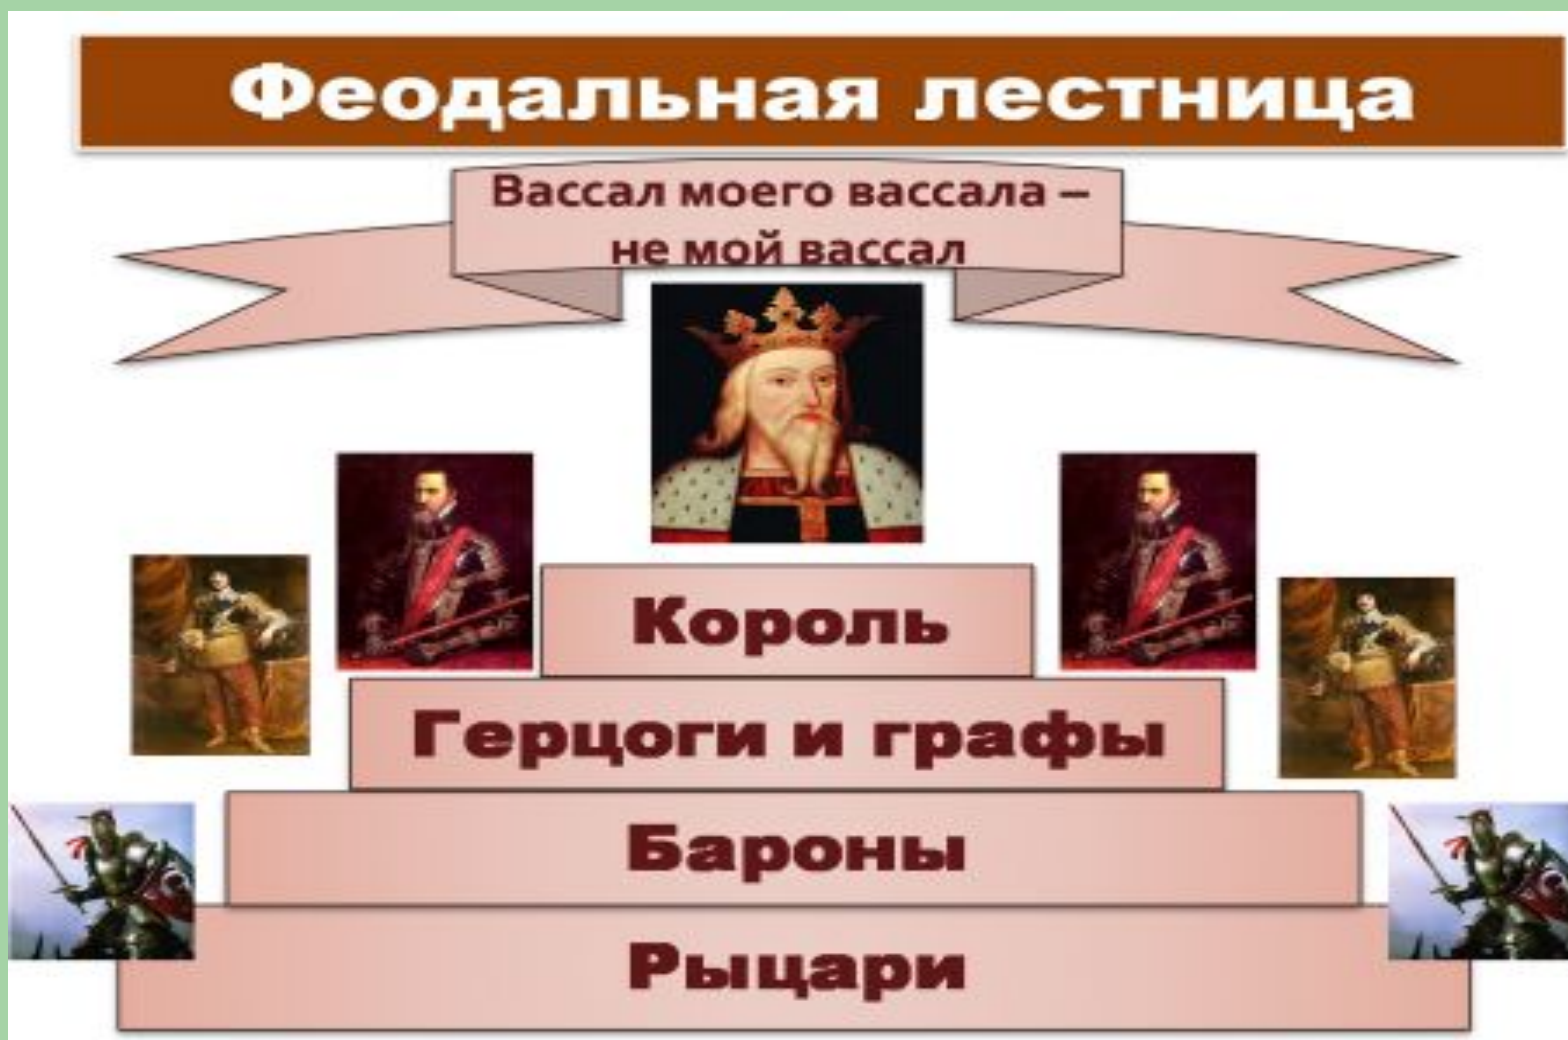 Феодальная лестница
Вассал моего вассала –
не мой вассал
Король
Герцоги и графы
Бароны
Рыцари